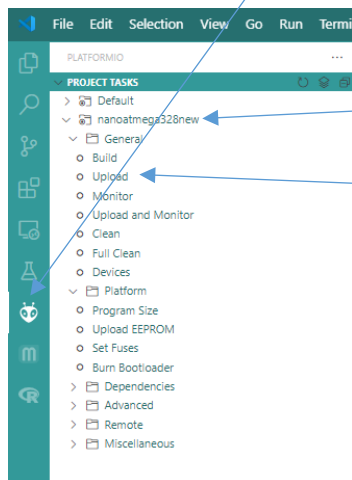 File Edit Selection View Go Run Termi
PLATFORMIO
PROJECT TASKS
Default
nanoatmega328new
General
Build
Upload
Monitor
Upload and Monitor
Clean
Full Clean
Devices
Platform
Program Size
Upload EEPROM
Set Fuses
Burn Bootloader
Dependencies
Advanced
Remote
Miscellaneous